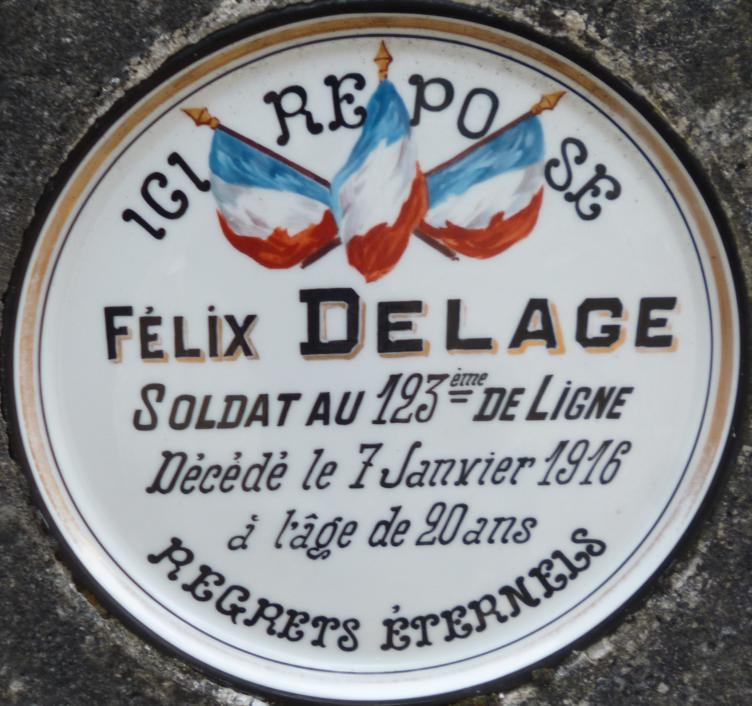 ICI REPOSE
FÉLIX DELAGE
SOLDAT AU 123ème DE LIGNE
Décédé le 7 Janvier 1916
à l'âge de 20 ans
REGRETS ÉTERNELS